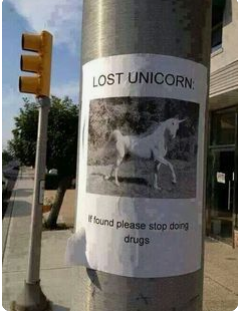 LOST UNICORN:
If found please stop doing
drugs